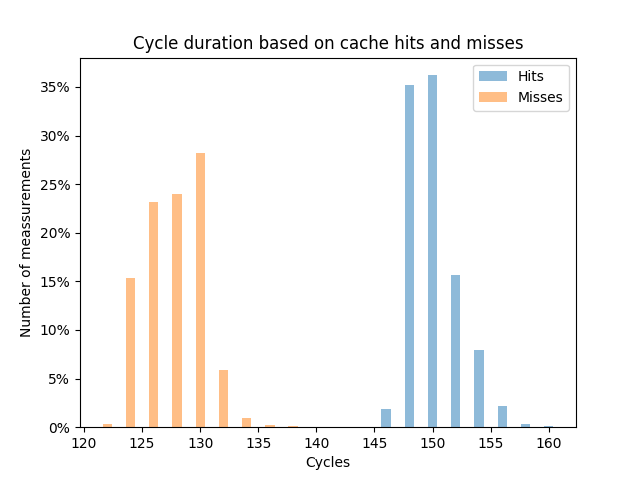 Cycle duration based on cache hits and misses
Hits
Misses
Number of meassurements
35%
30%
25%
20%
15%
10%
5%
0%
120 125 130 135 140 145 150 155 160
Cycles